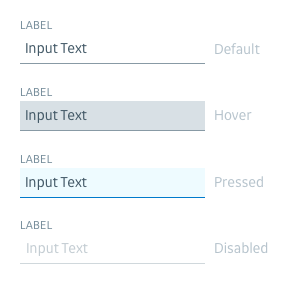 LABEL
Input Text Default
LABEL
Input Text Hover
LABEL
Input Text Pressed
LABEL
Input Text Disabled